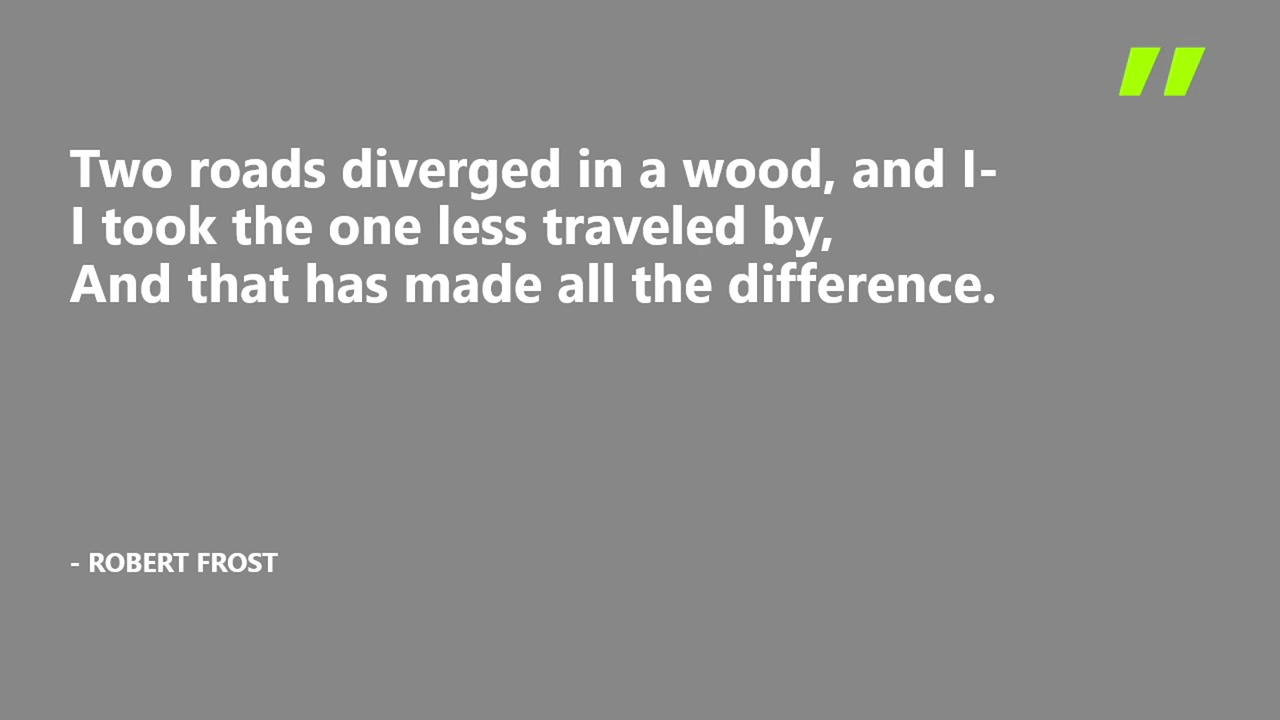 "
Two roads diverged in a wood, and I-
I took the one less traveled by,
And that has made all the difference.
- ROBERT FROST